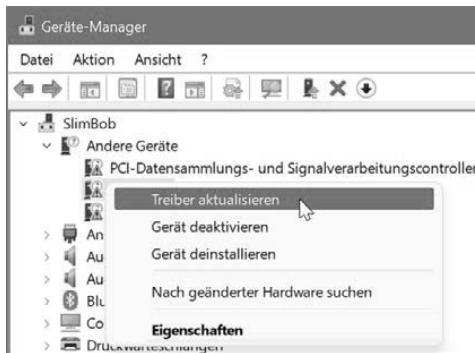 Geräte-Manager
Datei Aktion Ansicht ?
SlimBob
Andere Geräte
PCI-Datensammlungs- und Signalverarbeitungscontroller
Treiber aktualisieren
An
Gerät deaktivieren
Au
Gerät deinstallieren
Au
Blu
Nach geänderter Hardware suchen
Co
Eigenschaften
Druckwarteschlangen